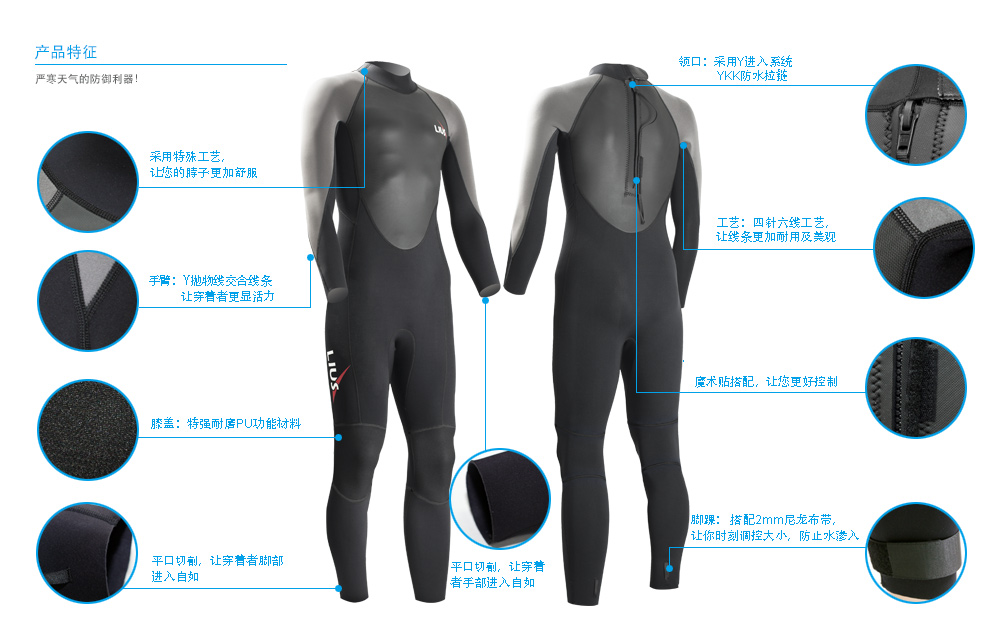 产品特征
严寒天气的防御利器!
领口：采用Y进入系统
YKK防水拉链
LIUS
采用特殊工艺,
让您的脖子更加舒服
工艺：四针六线工艺,
让线条更加耐用及美观
手臂：Y抛物线交合线条
让穿着者更显活力
LIUS
魔术贴搭配，让您更好控制
膝盖：特强耐磨PU功能材料
脚踝： 搭配2mm尼龙布带,
让你时刻调控大小，防止水渗入
平口切割，让穿着者脚部
进入自如
平口切割，让穿着
者手部进入自如